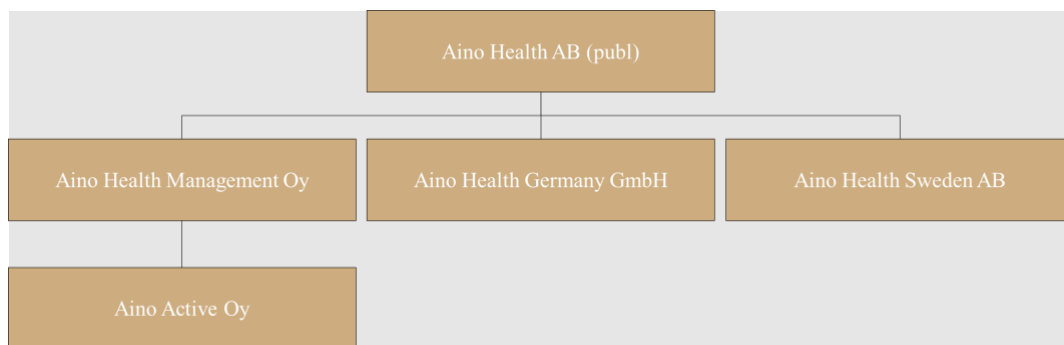 Aino Health AB (publ)
Aino Health Management Oy
Aino Health Germany GmbH
Aino Health Sweden AB
Aino Active Oy